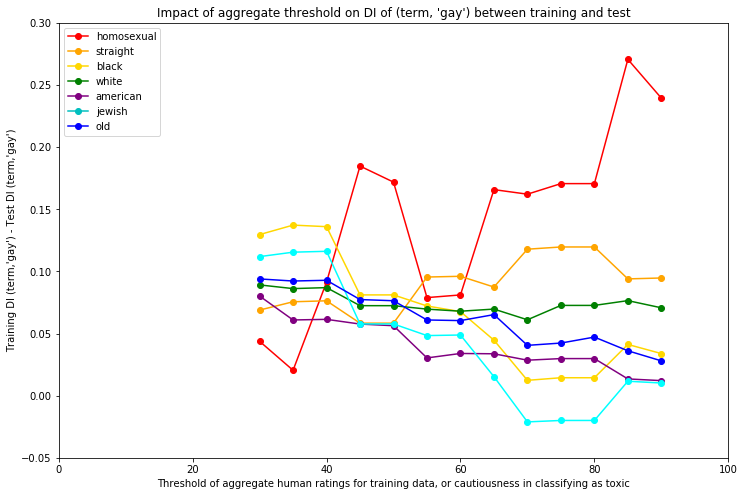 Impact of aggregate threshold on DI of (term, 'gay') between training and test
Training DI (term,'gay') - Test DI (term,'gay')
0.30
0.25
0.20
0.15
0.10
0.05
0.00
−0.05
homosexual
straight
black
white
american
jewish
old
0
20
40
60
80
100
Threshold of aggregate human ratings for training data, or cautiousness in classifying as toxic